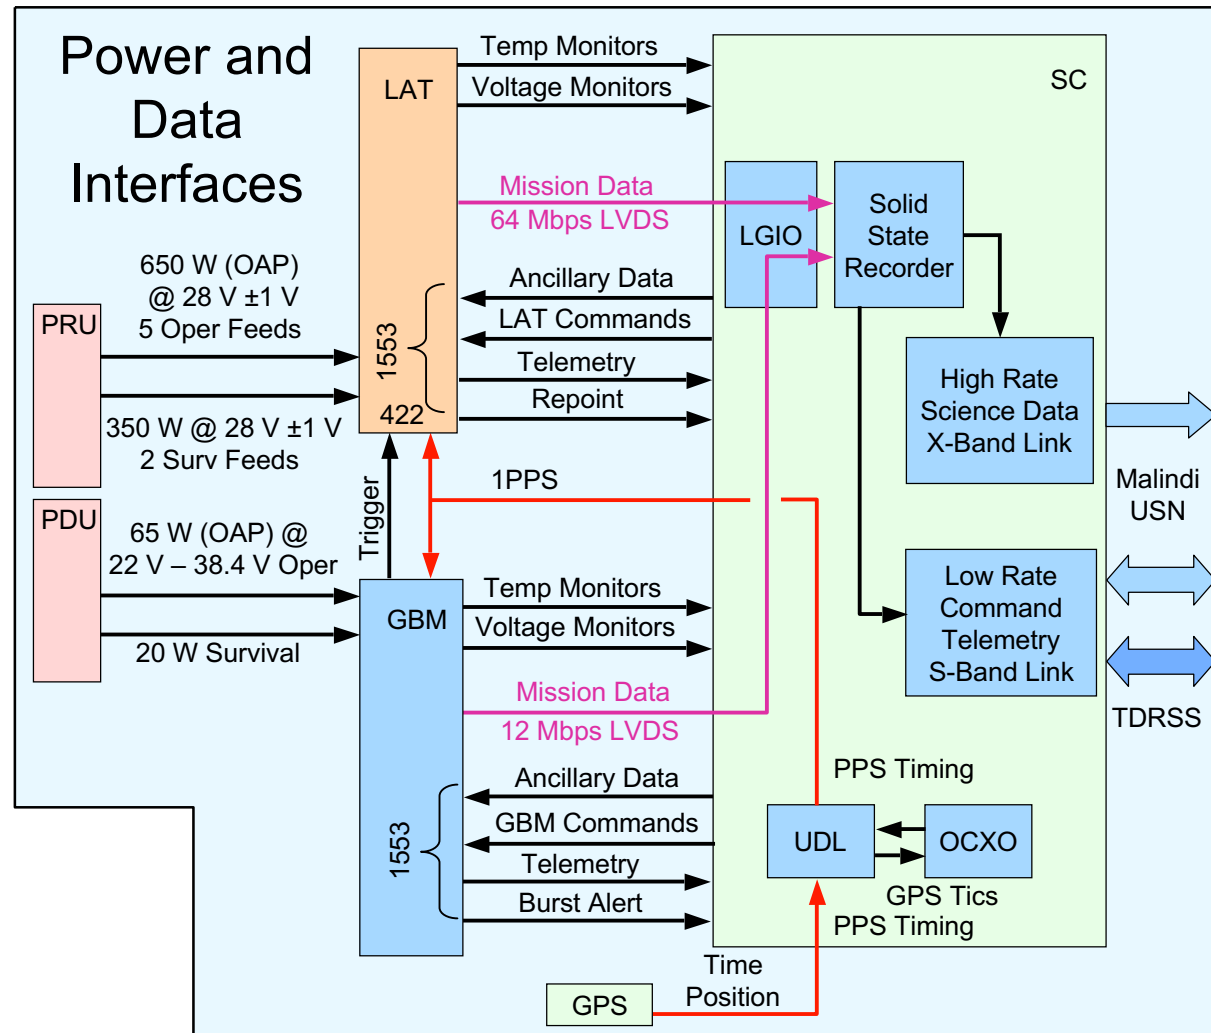 Power and
Data
Interfaces
LAT
Temp Monitors
Voltage Monitors
SC
Mission Data
64 Mbps LVDS
LGIO
Solid
State
Recorder
650 W (OAP)
@ 28 V ±1 V
5 Oper Feeds
PRU
350 W @ 28 V ±1 V
2 Surv Feeds
1553
422
Ancillary Data
LAT Commands
Telemetry
Repoint
High Rate
Science Data
X-Band Link
Malindi
USN
PDU
65 W (OAP) @
22 V – 38.4 V Oper
20 W Survival
Trigger
1PPS
GBM
Temp Monitors
Voltage Monitors
Low Rate
Command
Telemetry
S-Band Link
TDRSS
Mission Data
12 Mbps LVDS
PPS Timing
1553
Ancillary Data
GBM Commands
Telemetry
Burst Alert
UDL
OCXO
GPS Tics
PPS Timing
Time
Position
GPS